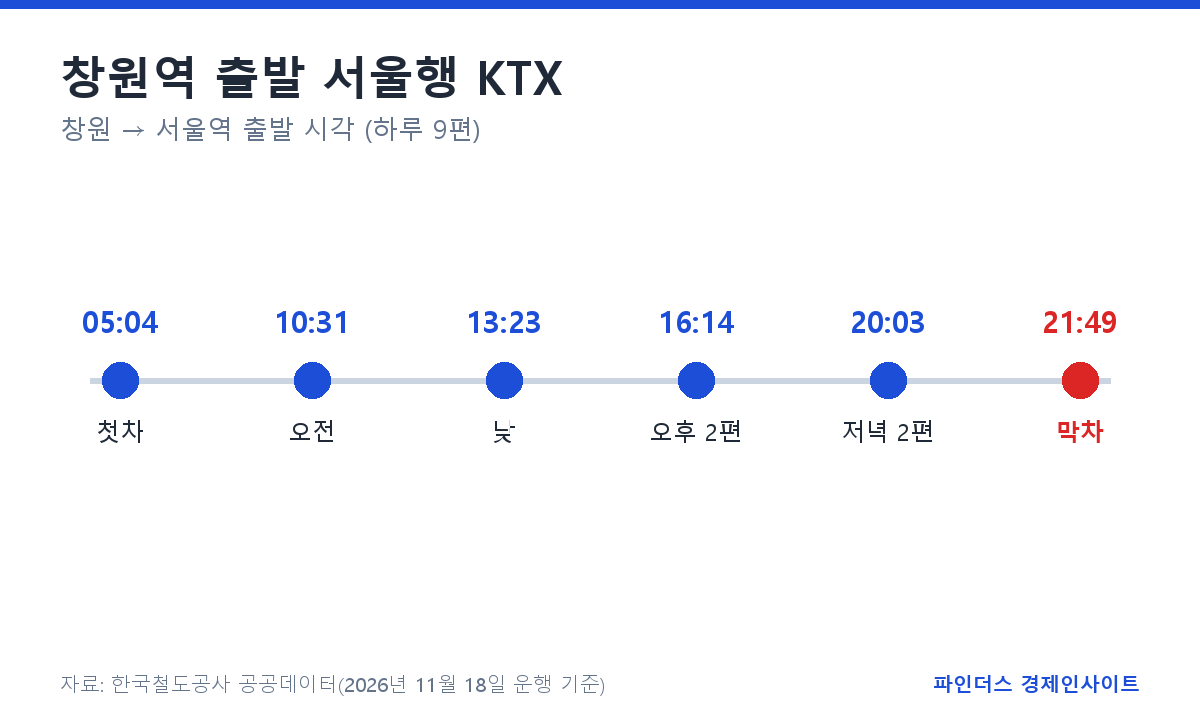 창원역 출발 서울행 KTX
창원 → 서울역 출발 시각 (하루 9편)
05:04 10:31 13:23 16:14 20:03 21:49
첫차 오전 낮 오후 2편 저녁 2편 막차
자료: 한국철도공사 공공데이터(2026년 11월 18일 운행 기준)
파인더스 경제인사이트